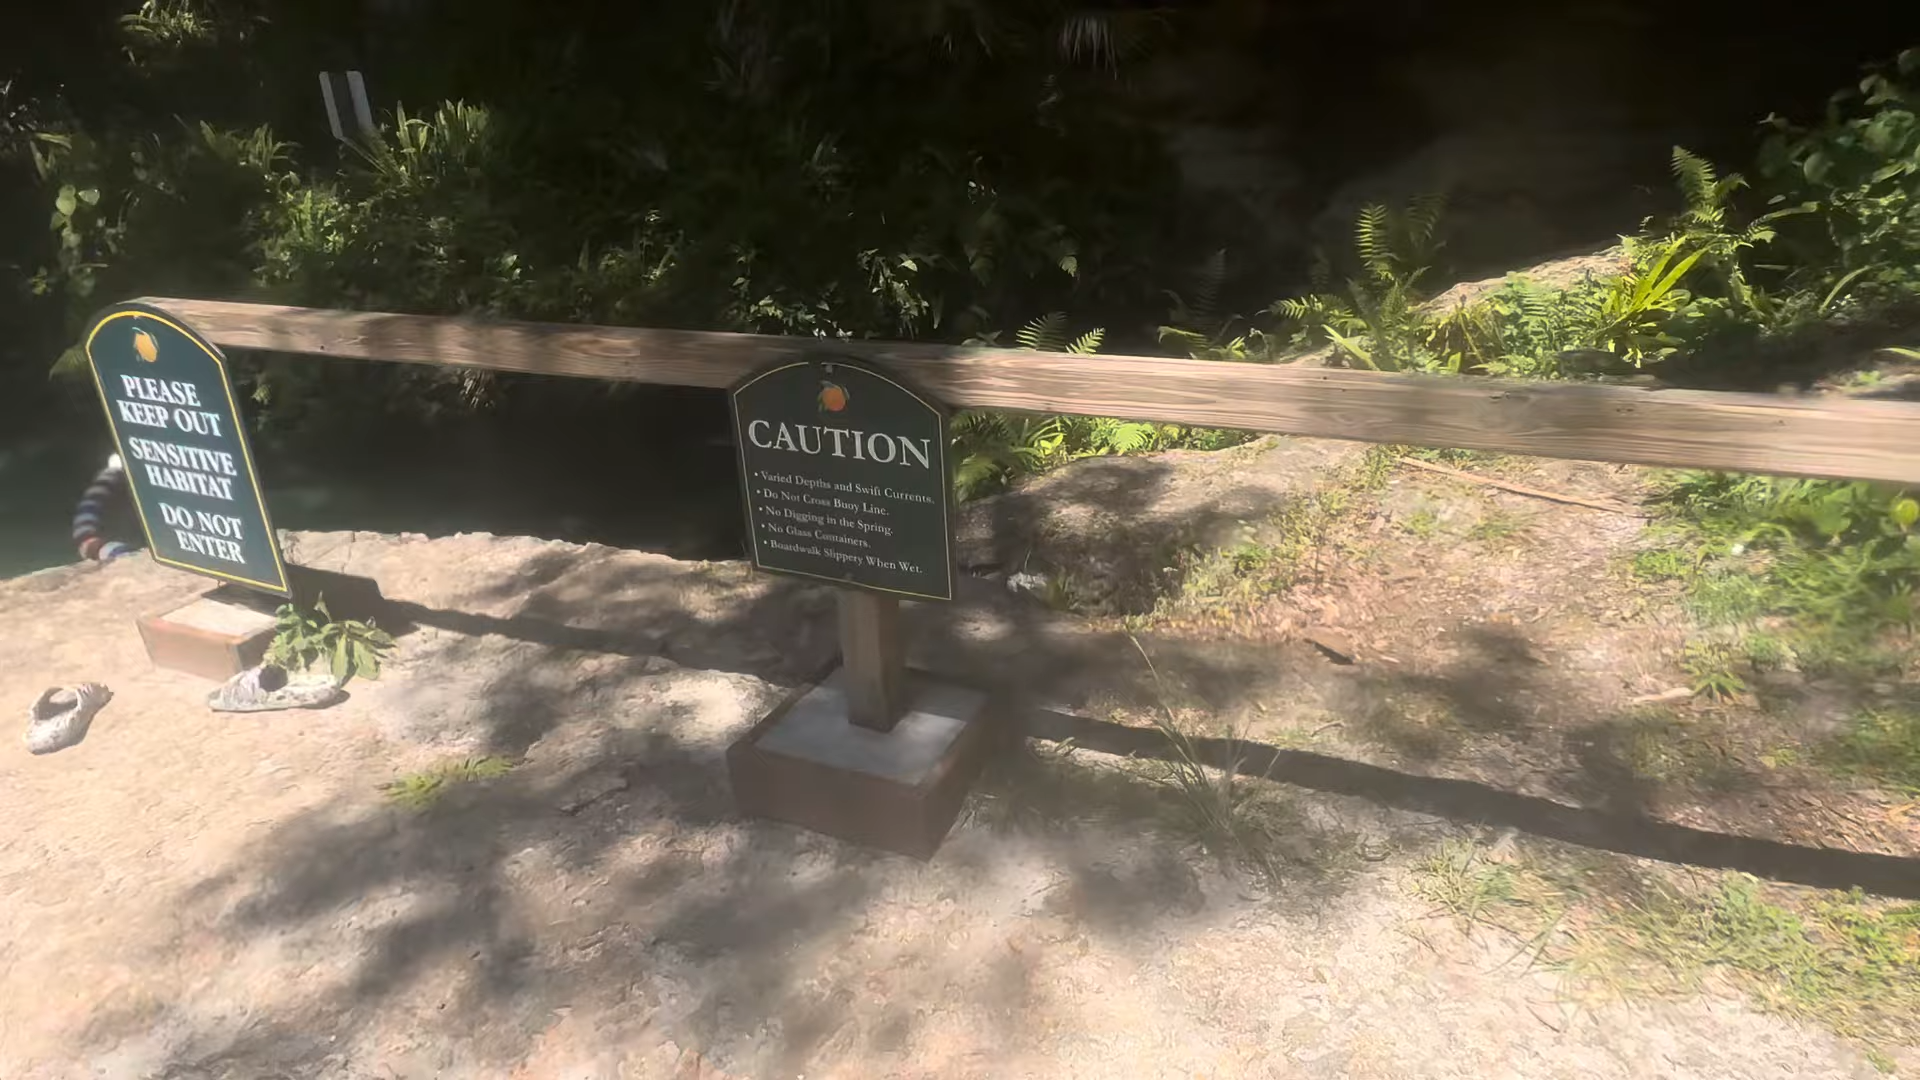 PLEASE
KEEP OUT
SENSITIVE
HABITAT
DO NOT
ENTER
CAUTION
• Varied Depths and Swift Currents.
• Do Not Cross Buoy Line.
• No Digging in the Spring.
• No Glass Containers.
• Boardwalk Slippery When Wet.